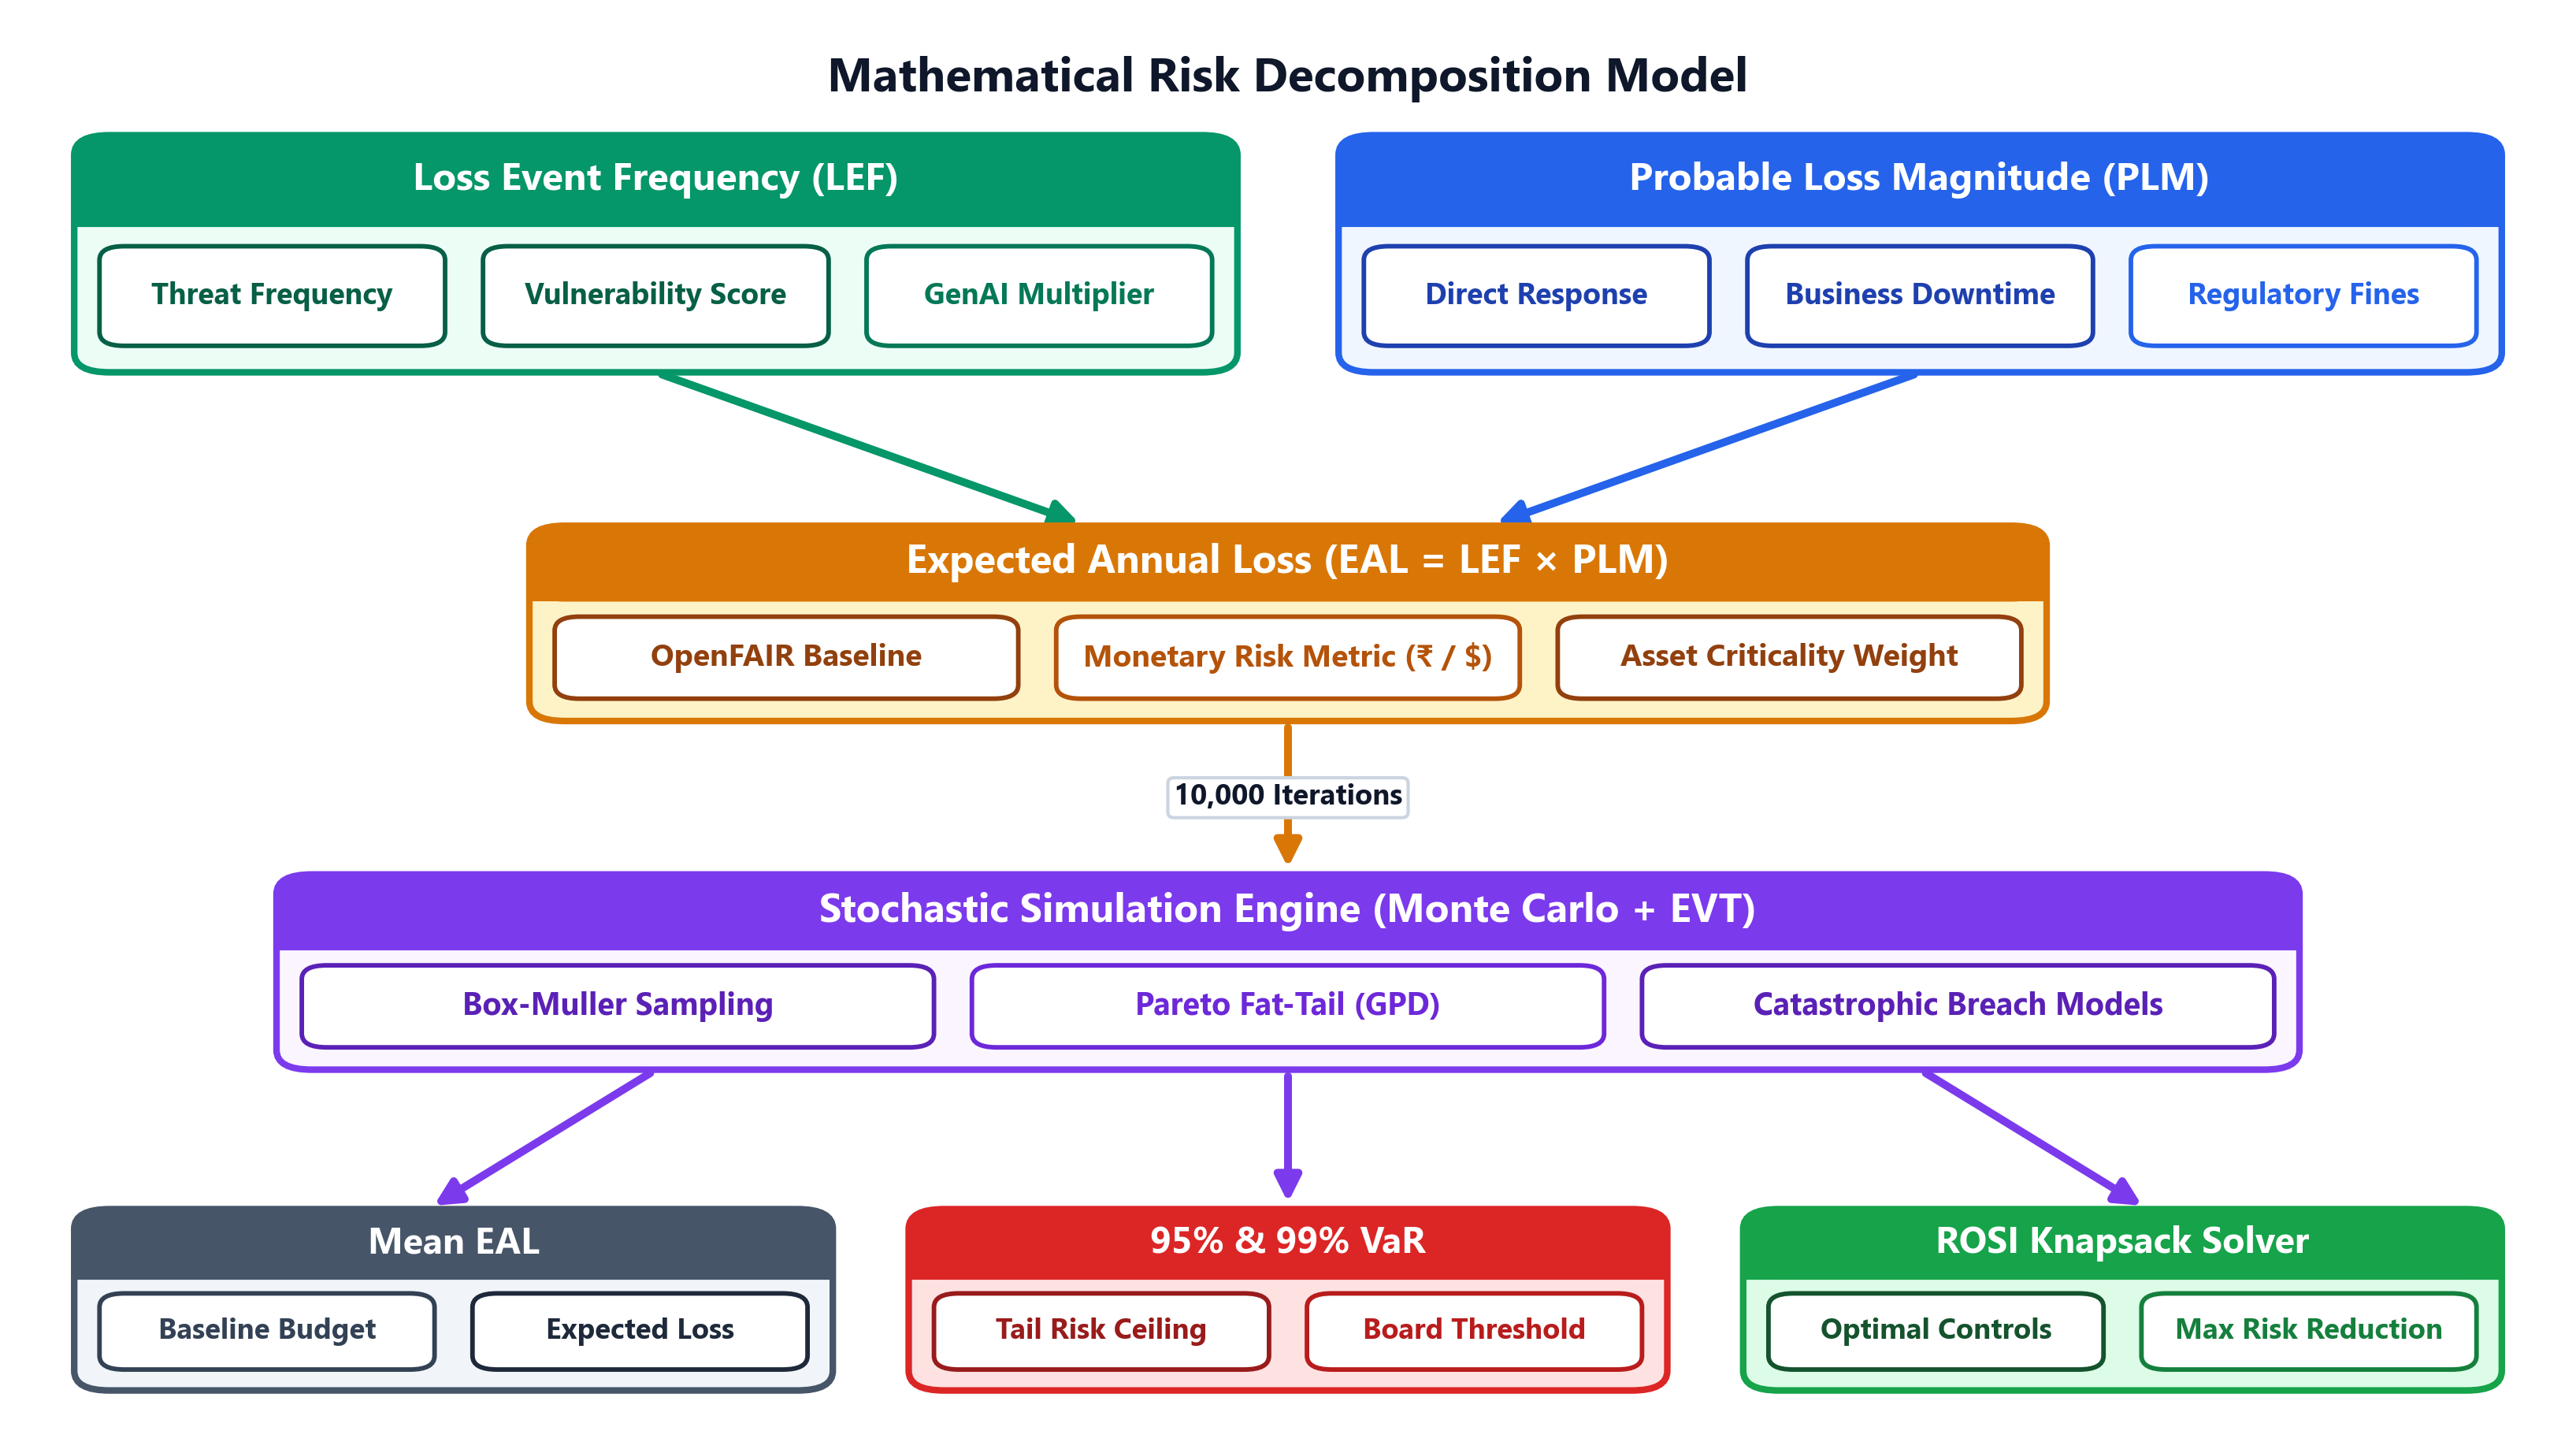 Mathematical Risk Decomposition Model
Loss Event Frequency (LEF)
Threat Frequency
Vulnerability Score
GenAI Multiplier
Probable Loss Magnitude (PLM)
Direct Response
Business Downtime
Regulatory Fines
Expected Annual Loss (EAL = LEF × PLM)
OpenFAIR Baseline
Monetary Risk Metric (₹ / $)
Asset Criticality Weight
10,000 Iterations
Stochastic Simulation Engine (Monte Carlo + EVT)
Box-Muller Sampling
Pareto Fat-Tail (GPD)
Catastrophic Breach Models
Mean EAL
Baseline Budget
Expected Loss
95% & 99% VaR
Tail Risk Ceiling
Board Threshold
ROSI Knapsack Solver
Optimal Controls
Max Risk Reduction